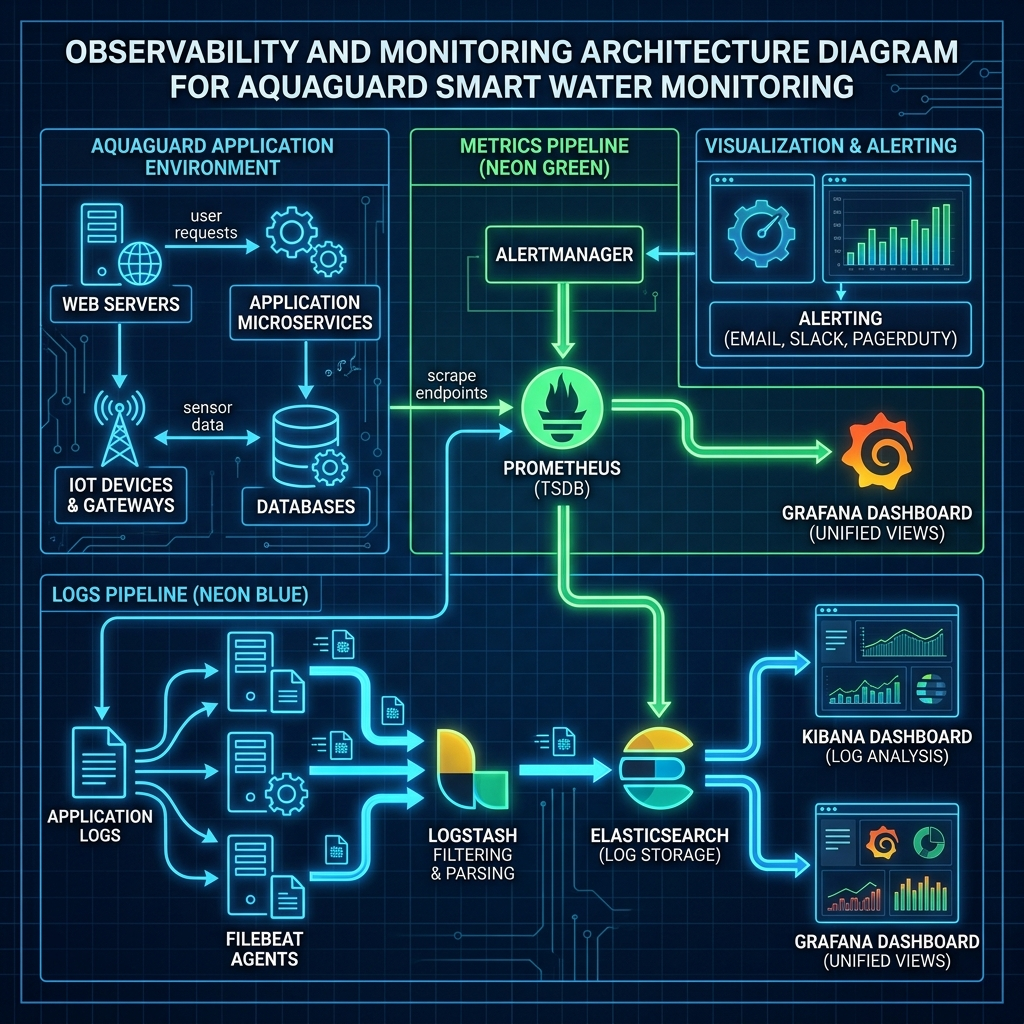 OBSERVABILITY AND MONITORING ARCHITECTURE DIAGRAM
FOR AQUAGUARD SMART WATER MONITORING
AQUAGUARD APPLICATION
ENVIRONMENT
user
requests
WEB SERVERS
APPLICATION
MICROSERVICES
sensor
data
IOT DEVICES
& GATEWAYS
DATABASES
METRICS PIPELINE
(NEON GREEN)
ALERTMANAGER
scrape
endpoints
PROMETHEUS
(TSDB)
VISUALIZATION & ALERTING
ALERTING
(EMAIL, SLACK, PAGERDUTY)
GRAFANA DASHBOARD
(UNIFIED VIEWS)
LOGS PIPELINE (NEON BLUE)
APPLICATION
LOGS
FILEBEAT
AGENTS
LOGSTASH
FILTERING
& PARSING
ELASTICSEARCH
(LOG STORAGE)
KIBANA DASHBOARD
(LOG ANALYSIS)
GRAFANA DASHBOARD
(UNIFIED VIEWS)